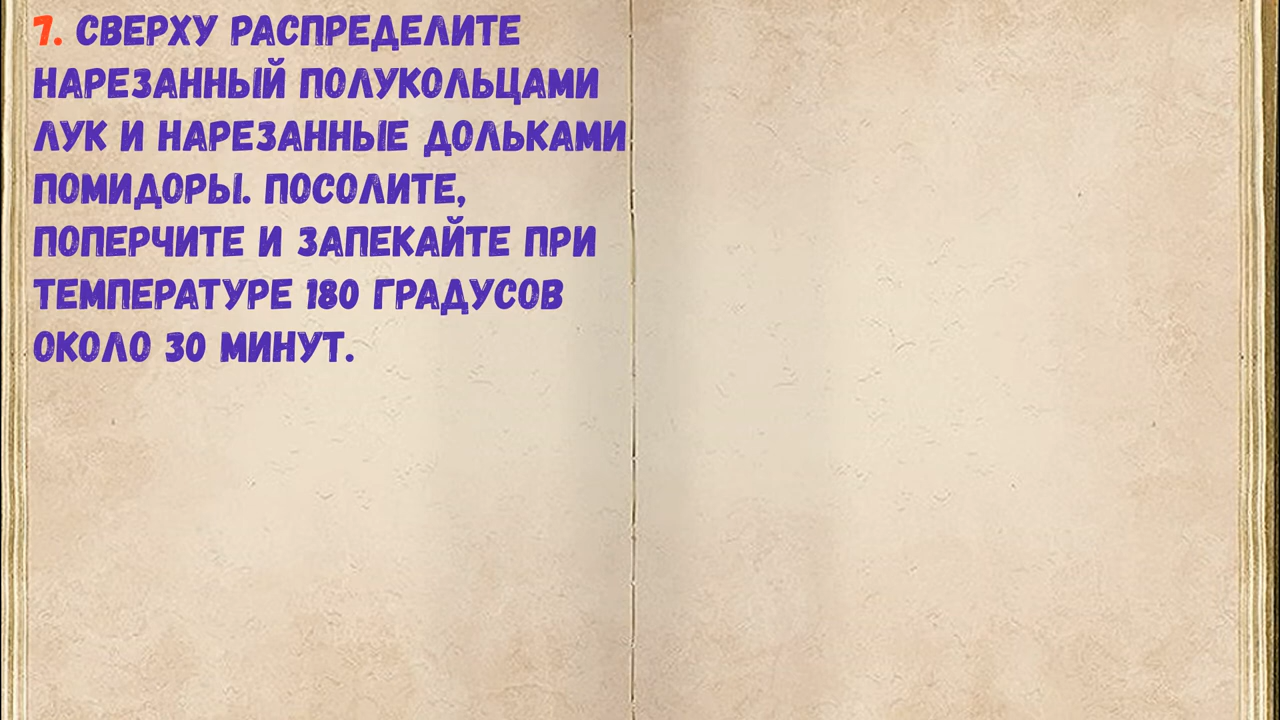 7. СВЕРХУ РАСПРЕДЕЛИТЕ
НАРЕЗАННЫЙ ПОЛУКОЛЬЦАМИ
ЛУК И НАРЕЗАННЫЕ ДОЛЬКАМИ
ПОМИДОРЫ. ПОСОЛИТЕ,
ПОПЕРЧИТЕ И ЗАПЕКАЙТЕ ПРИ
ТЕМПЕРАТУРЕ 180 ГРАДУСОВ
ОКОЛО 30 МИНУТ.